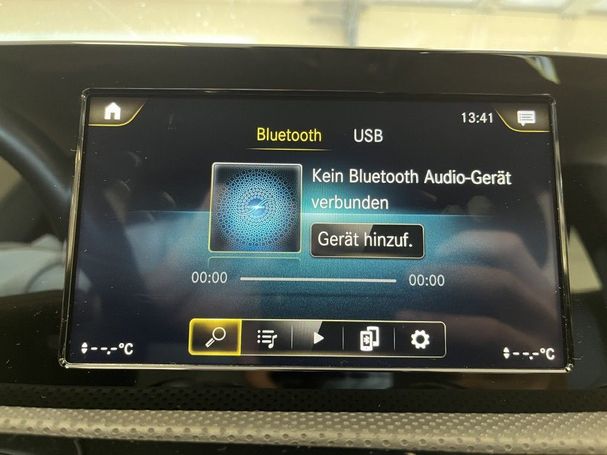 13:41
Bluetooth USB
Kein Bluetooth Audio-Gerät
verbunden
Gerät hinzuf.
00:00 00:00
--,-°C --,-°C